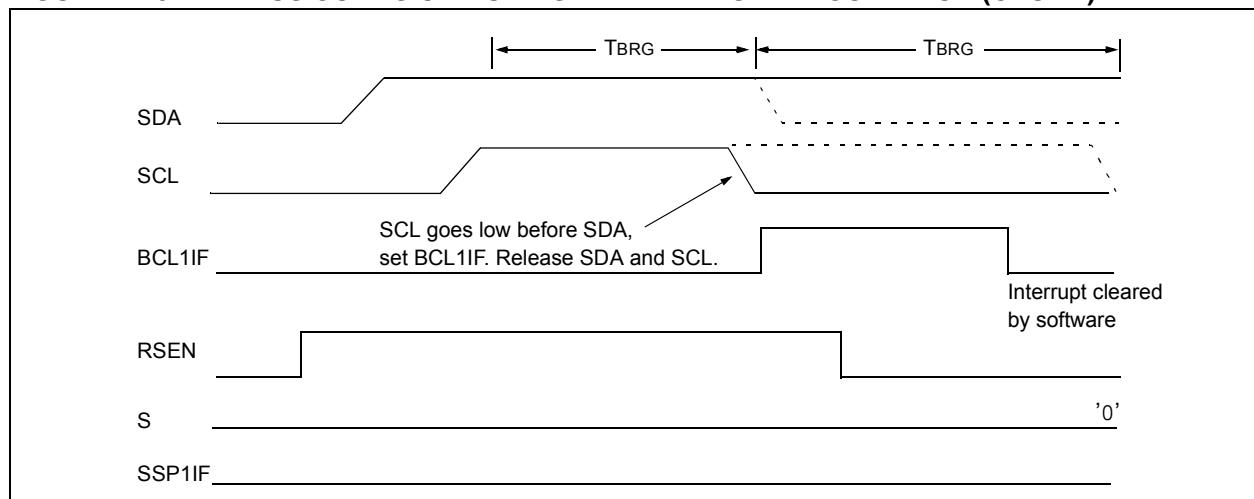 TBRG TBRG
SDA
SCL
SCL goes low before SDA,
set BCL1IF. Release SDA and SCL.
BCL1IF
Interrupt cleared
by software
RSEN
S '0'
SSP1IF